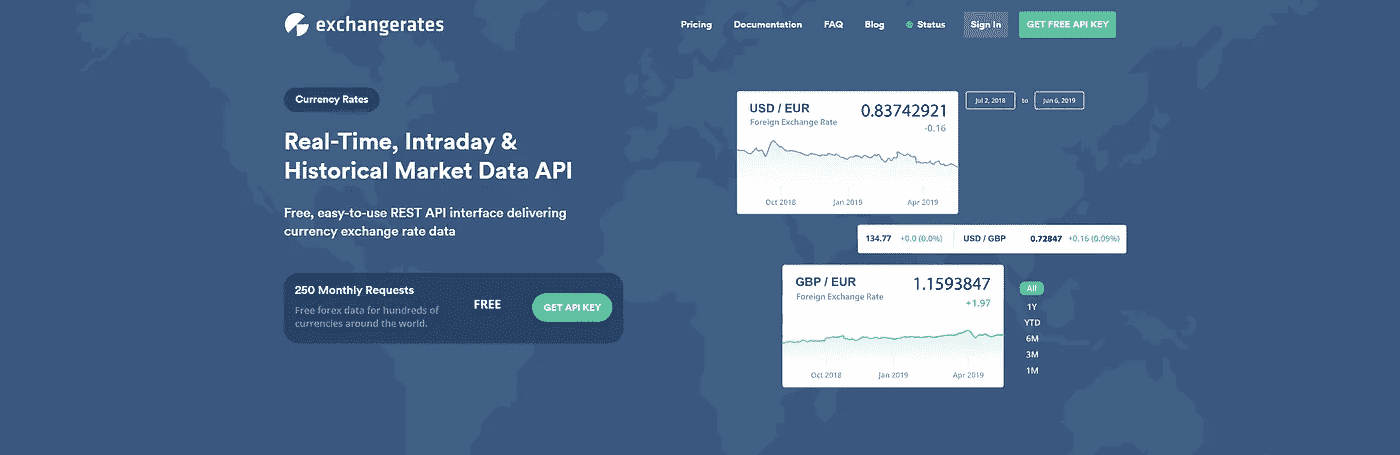 exchangerates
Pricing
Documentation
FAQ
Blog
Status
Sign In
GET FREE API KEY
Currency Rates
Real-Time, Intraday &
Historical Market Data API
Free, easy-to-use REST API interface delivering
currency exchange rate data
250 Monthly Requests
Free forex data for hundreds of
currencies around the world.
FREE
GET API KEY
USD / EUR
0.83742921
Foreign Exchange Rate
-0.16
Oct 2018
Jan 2019
Apr 2019
Jul 2, 2018
to
Jun 6, 2019
134.77
+0.0 (0.0%)
USD / GBP
0.72847
+0.16 (0.09%)
GBP / EUR
1.1593847
Foreign Exchange Rate
+1.97
Oct 2018
Jan 2019
Apr 2019
All
1Y
YTD
6M
3M
1M